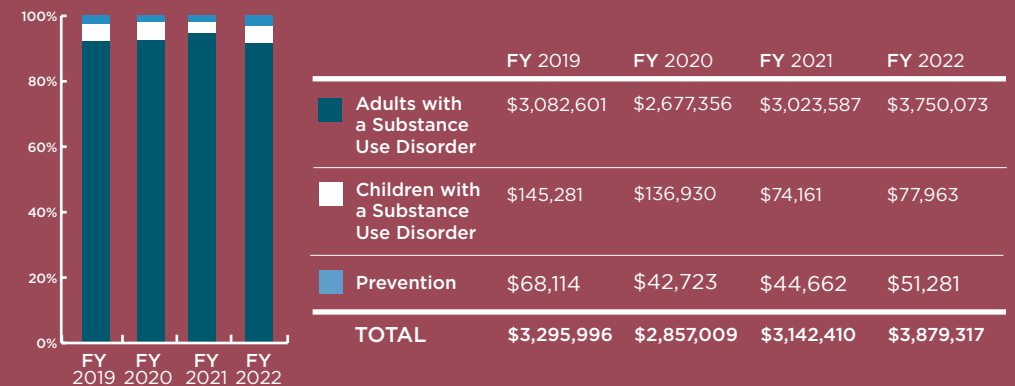 100%
80%
60%
40%
20%
0%
FY FY FY FY
2019 2020 2021 2022
FY 2019 FY 2020 FY 2021 FY 2022
Adults with $3,082,601 $2,677,356 $3,023,587 $3,750,073
a Substance
Use Disorder
Children with $145,281 $136,930 $74,161 $77,963
a Substance
Use Disorder
Prevention $68,114 $42,723 $44,662 $51,281
TOTAL $3,295,996 $2,857,009 $3,142,410 $3,879,317